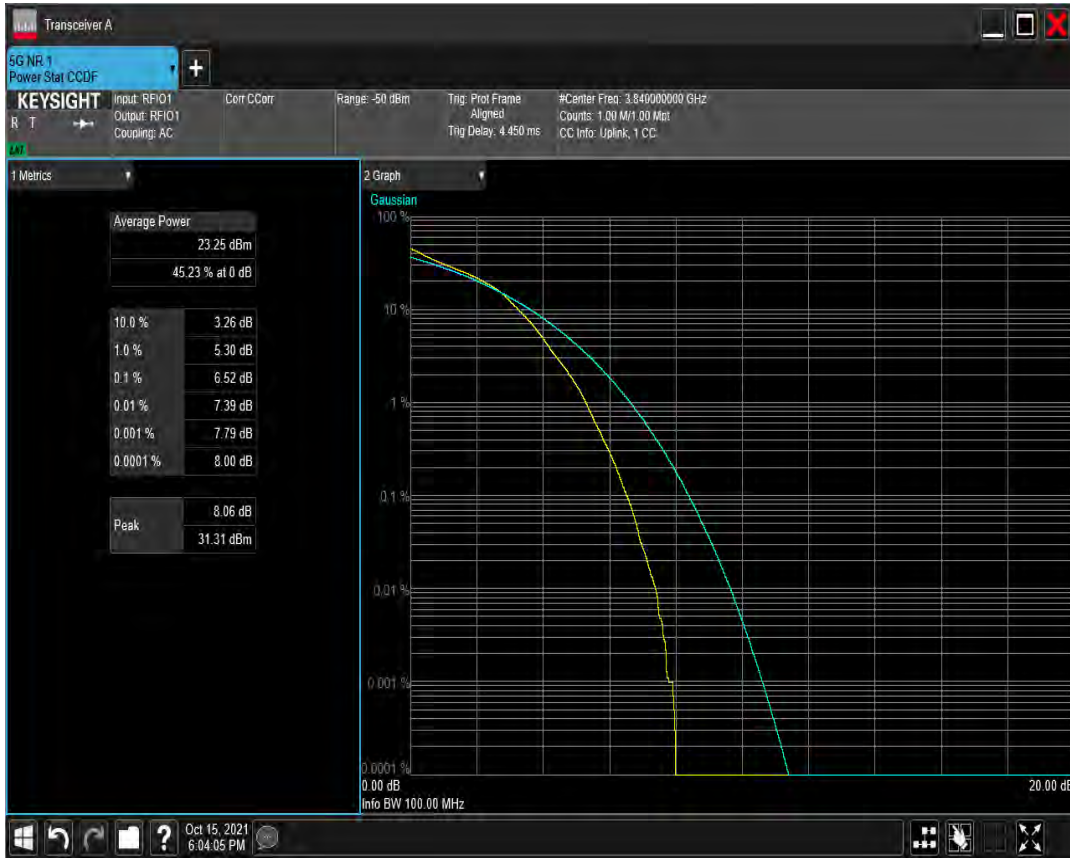 Transceiver A
5G NR 1
Power Stat CCDF
+
KEYSIGHT
R T
LXI
Input: RFIO1
Output: RFIO1
Coupling: AC
Corr CCorr
Range: -50 dBm
Trig: Prot Frame
Aligned
Trig Delay: 4.450 ms
#Center Freq: 3.840000000 GHz
Counts: 1.00 M/1.00 Mpt
CC Info: Uplink, 1 CC
1 Metrics
Average Power
23.25 dBm
45.23 % at 0 dB
10.0 % 3.26 dB
1.0 % 5.30 dB
0.1 % 6.52 dB
0.01 % 7.39 dB
0.001 % 7.79 dB
0.0001 % 8.00 dB
Peak 8.06 dB
31.31 dBm
2 Graph
Gaussian
100 %
10 %
1 %
0.1 %
0.01 %
0.001 %
0.0001 %
0.00 dB 20.00 dB
Info BW 100.00 MHz
? Oct 15, 2021
6:04:05 PM